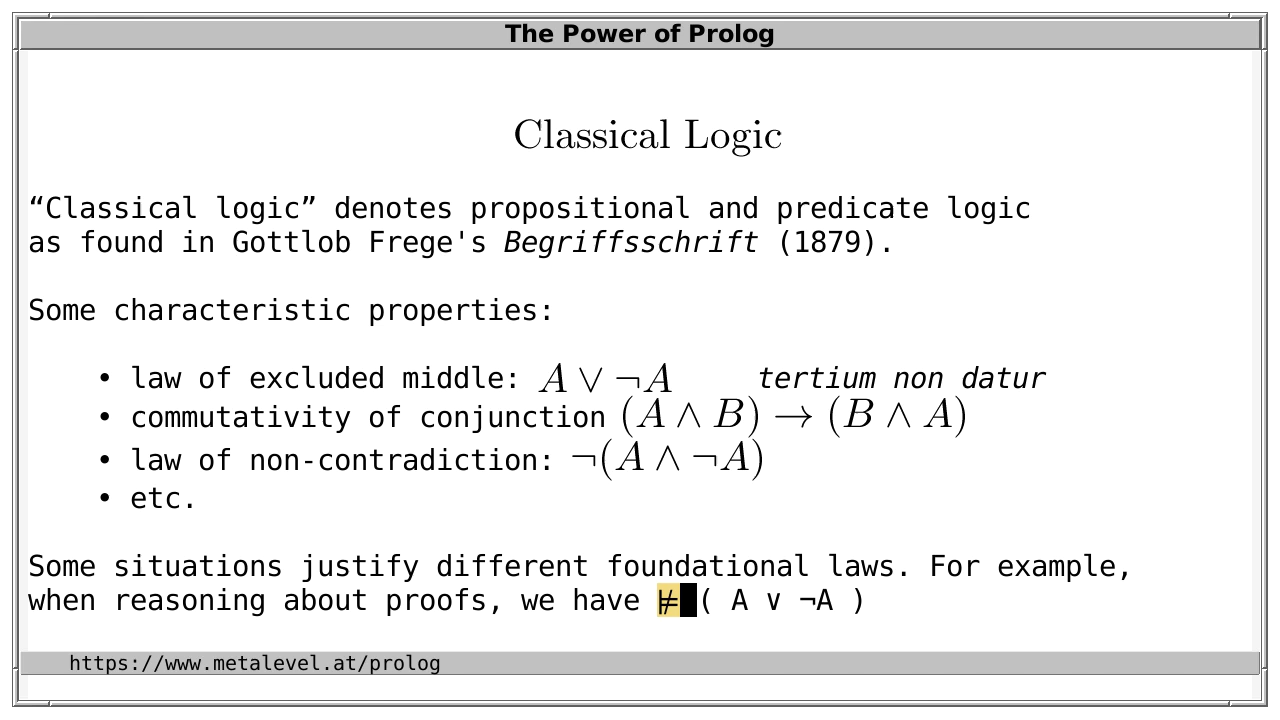 The Power of Prolog
Classical Logic
“Classical logic” denotes propositional and predicate logic
as found in Gottlob Frege's Begriffsschrift (1879).
Some characteristic properties:
• law of excluded middle: A ∨ ¬A tertium non datur
• commutativity of conjunction (A ∧ B) → (B ∧ A)
• law of non-contradiction: ¬(A ∧ ¬A)
• etc.
Some situations justify different foundational laws. For example,
when reasoning about proofs, we have ⊭ ( A ∨ ¬A )
https://www.metalevel.at/prolog